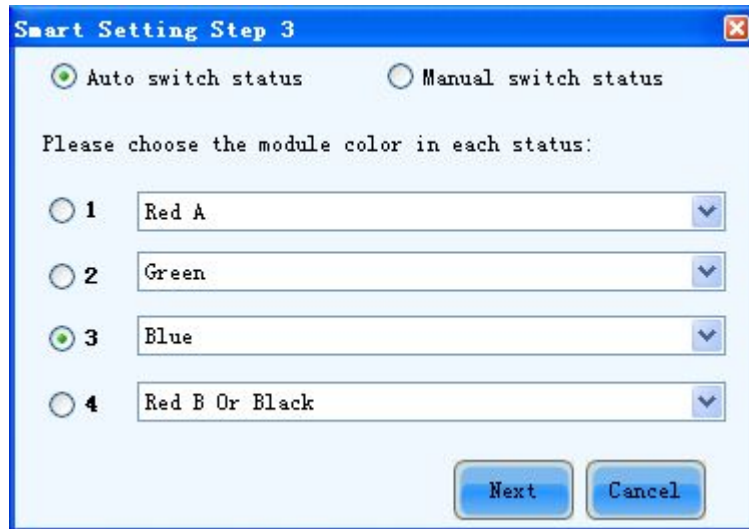 Smart Setting Step 3
Auto switch status Manual switch status
Please choose the module color in each status:
1 Red A
2 Green
3 Blue
4 Red B Or Black
Next Cancel